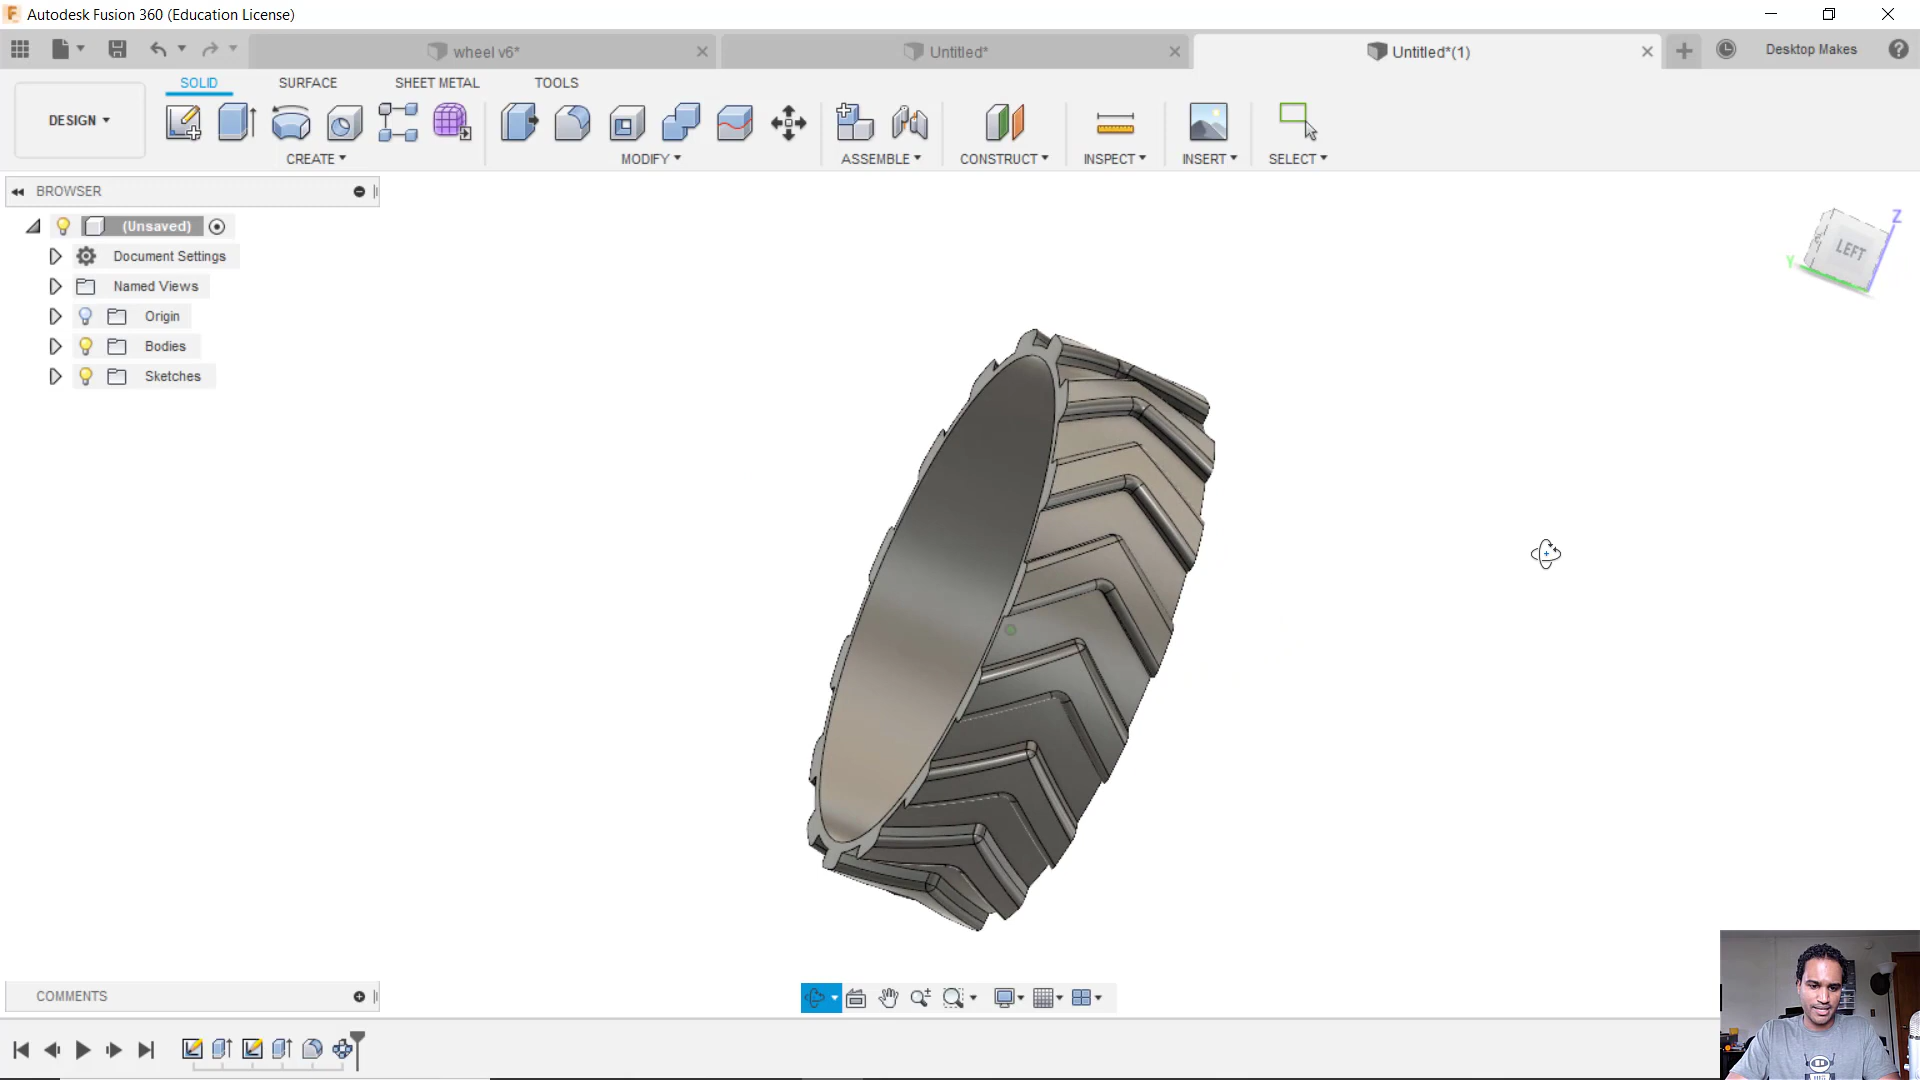 Autodesk Fusion 360 (Education License)
wheel v6*
Untitled*
Untitled*(1)
Desktop Makes
DESIGN
SOLID
SURFACE
SHEET METAL
TOOLS
CREATE
MODIFY
ASSEMBLE
CONSTRUCT
INSPECT
INSERT
SELECT
BROWSER
(Unsaved)
Document Settings
Named Views
Origin
Bodies
Sketches
Z
LEFT
Y
COMMENTS